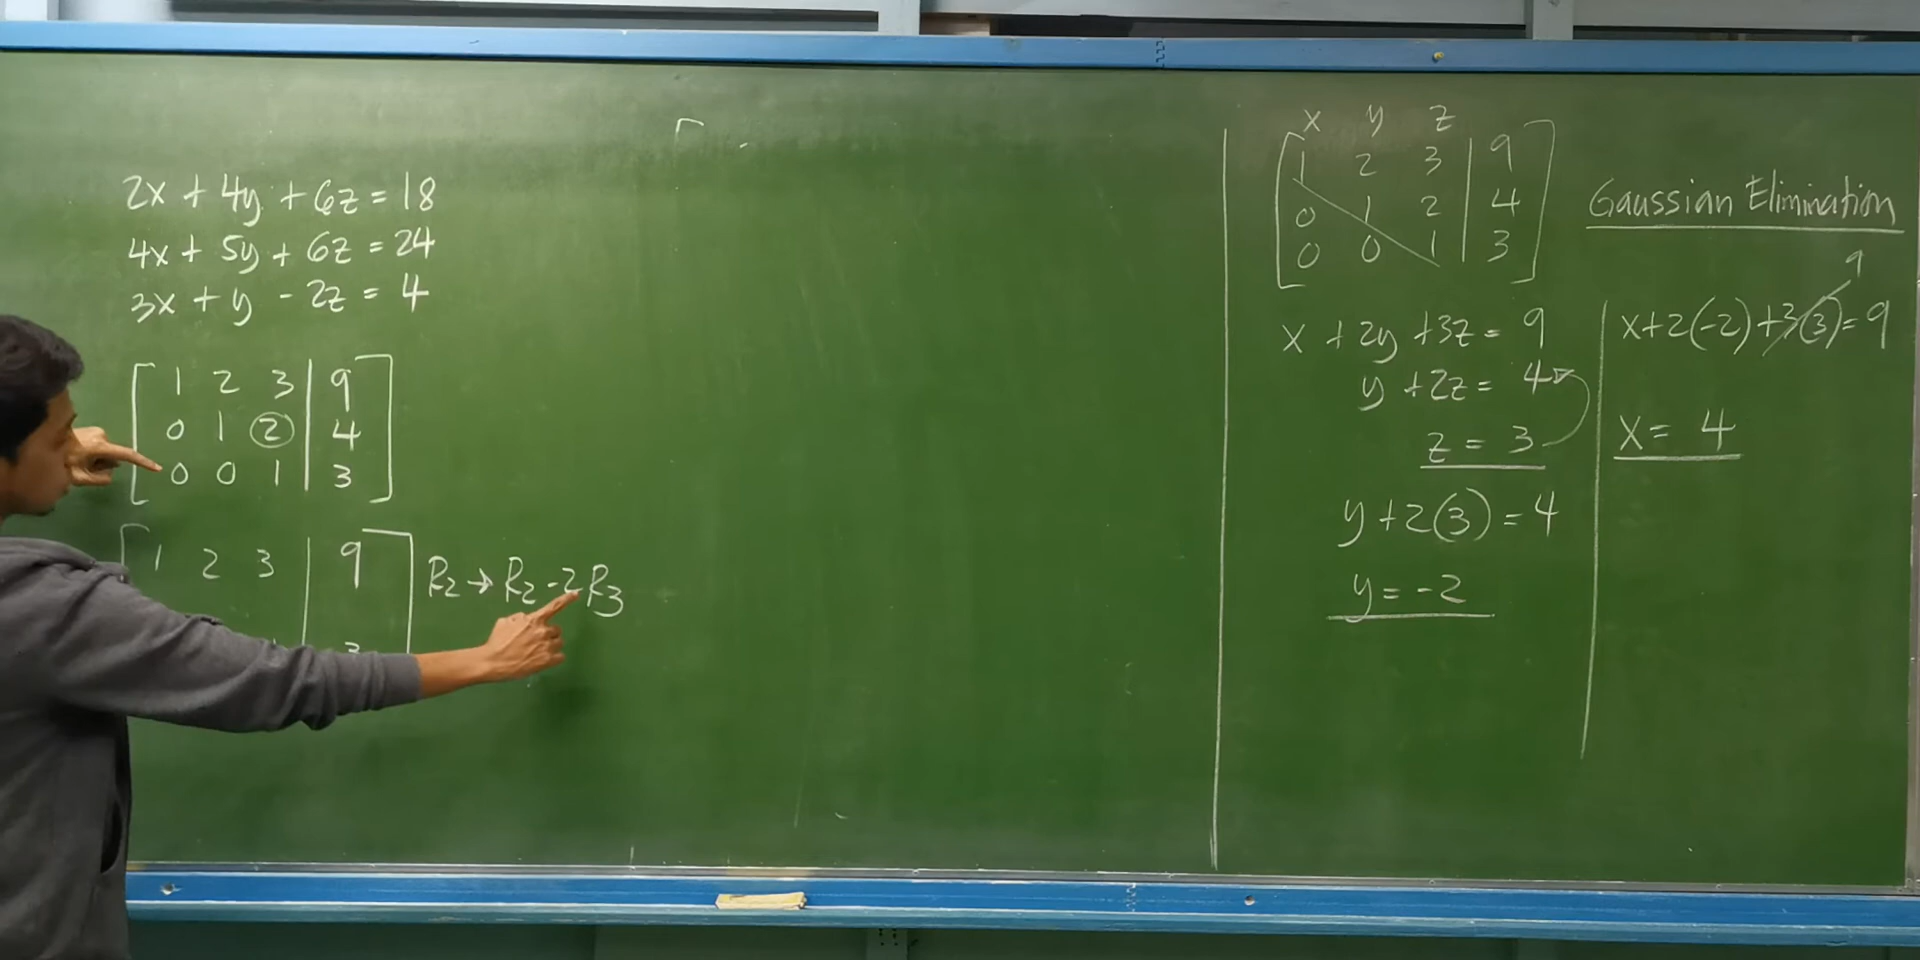 2x + 4y + 6z = 18
4x + 5y + 6z = 24
3x + y - 2z = 4
1 2 3 | 9
0 1 2 | 4
0 0 1 | 3
1 2 3 | 9
R2 → R2 - 2R3
3
x y z
1 2 3 | 9
0 1 2 | 4
0 0 1 | 3
x + 2y + 3z = 9
y + 2z = 4
z = 3
y + 2(3) = 4
y = -2
Gaussian Elimination
9
x + 2(-2) + 3(3) = 9
x = 4